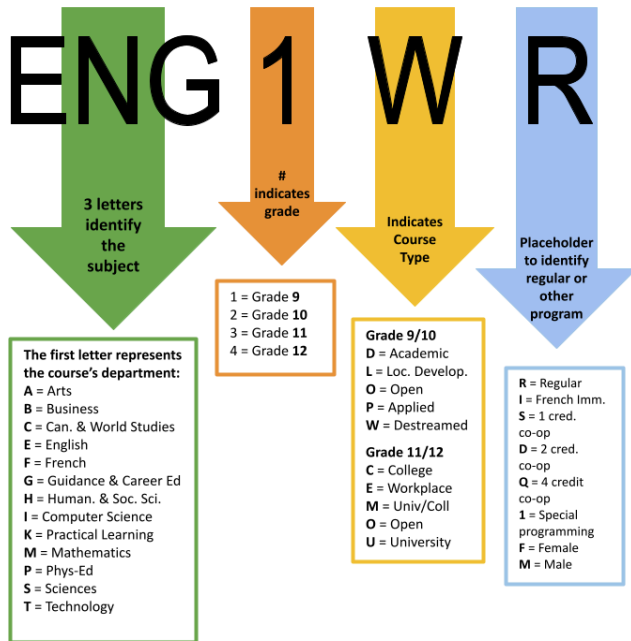 ENG1WR
3 letters
identify
the
subject
#
indicates
grade
Indicates
Course
Type
Placeholder
to identify
regular or
other
program
The first letter represents
the course's department:
A = Arts
B = Business
C = Can. & World Studies
E = English
F = French
G = Guidance & Career Ed
H = Human. & Soc. Sci.
I = Computer Science
K = Practical Learning
M = Mathematics
P = Phys-Ed
S = Sciences
T = Technology
1 = Grade 9
2 = Grade 10
3 = Grade 11
4 = Grade 12
Grade 9/10
D = Academic
L = Loc. Develop.
O = Open
P = Applied
W = Destreamed
Grade 11/12
C = College
E = Workplace
M = Univ/Coll
O = Open
U = University
R = Regular
I = French Imm.
S = 1 cred.
co-op
D = 2 cred.
co-op
Q = 4 credit
co-op
1 = Special
programming
F = Female
M = Male